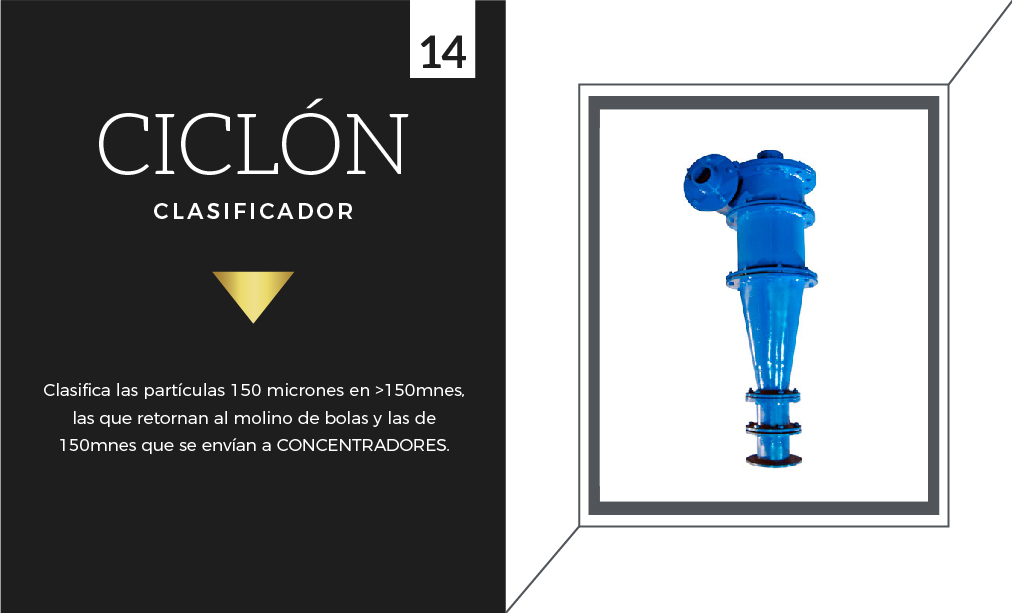 14
CICLÓN
CLASIFICADOR
Clasifica las partículas 150 micrones en >150mnes,
las que retornan al molino de bolas y las de
150mnes que se envían a CONCENTRADORES.